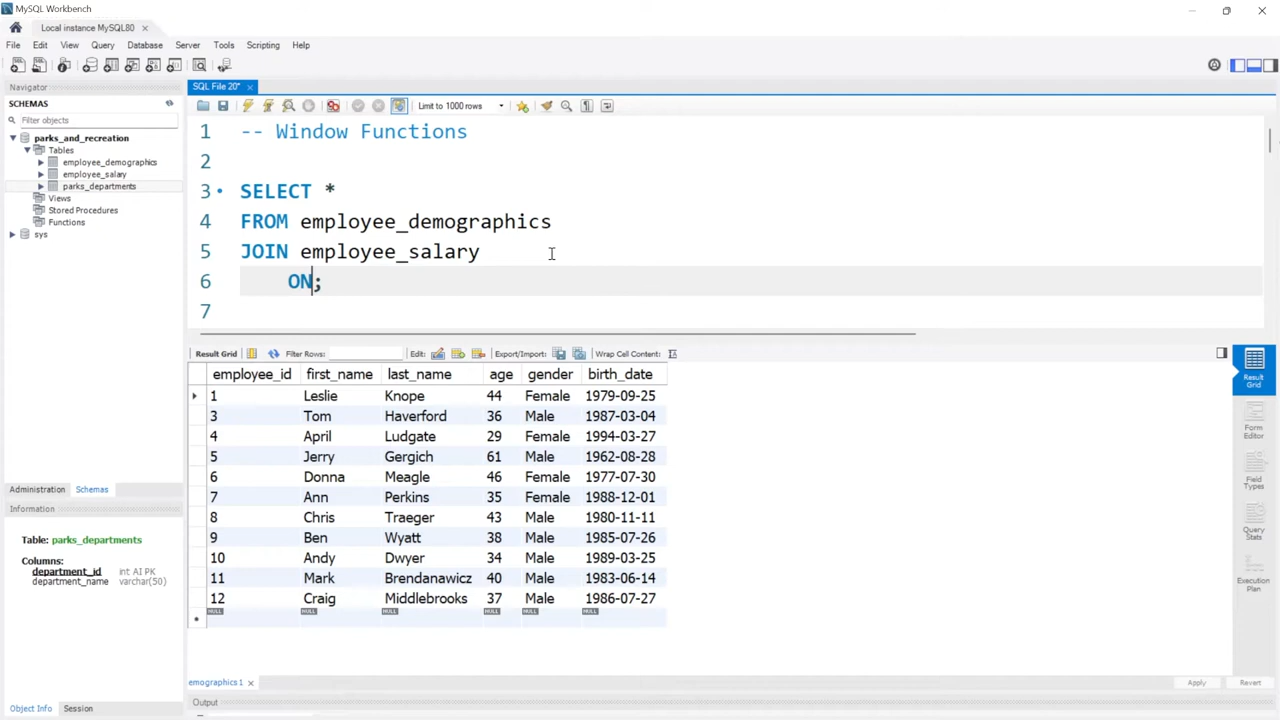 MySQL Workbench
Local instance MySQL80
File Edit View Query Database Server Tools Scripting Help
Navigator
SCHEMAS
Filter objects
parks_and_recreation
Tables
employee_demographics
employee_salary
parks_departments
Views
Stored Procedures
Functions
sys
Administration Schemas
Information
Table: parks_departments
Columns:
department_id int AI PK
department_name varchar(50)
Object Info Session
SQL File 20*
Limit to 1000 rows
1 -- Window Functions
2
3 SELECT *
4 FROM employee_demographics
5 JOIN employee_salary
6 ON;
7
Result Grid Filter Rows: Edit: Export/Import: Wrap Cell Content:
employee_id first_name last_name age gender birth_date
1 Leslie Knope 44 Female 1979-09-25
3 Tom Haverford 36 Male 1987-03-04
4 April Ludgate 29 Female 1994-03-27
5 Jerry Gergich 61 Male 1962-08-28
6 Donna Meagle 46 Female 1977-07-30
7 Ann Perkins 35 Female 1988-12-01
8 Chris Traeger 43 Male 1980-11-11
9 Ben Wyatt 38 Male 1985-07-26
10 Andy Dwyer 34 Male 1989-03-25
11 Mark Brendanawicz 40 Male 1983-06-14
12 Craig Middlebrooks 37 Male 1986-07-27
NULL NULL NULL NULL NULL NULL
Result
Grid
Form
Editor
Field
Types
Query
Stats
Execution
Plan
emographics 1
Apply Revert
Output